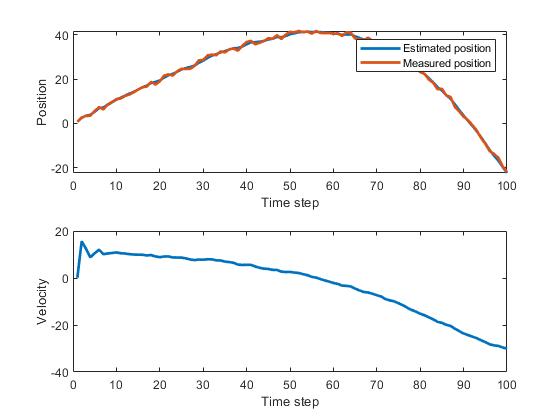 40
Estimated position
Measured position
20
0
-20
Position
0 10 20 30 40 50 60 70 80 90 100
Time step
20
0
-20
-40
Velocity
0 10 20 30 40 50 60 70 80 90 100
Time step